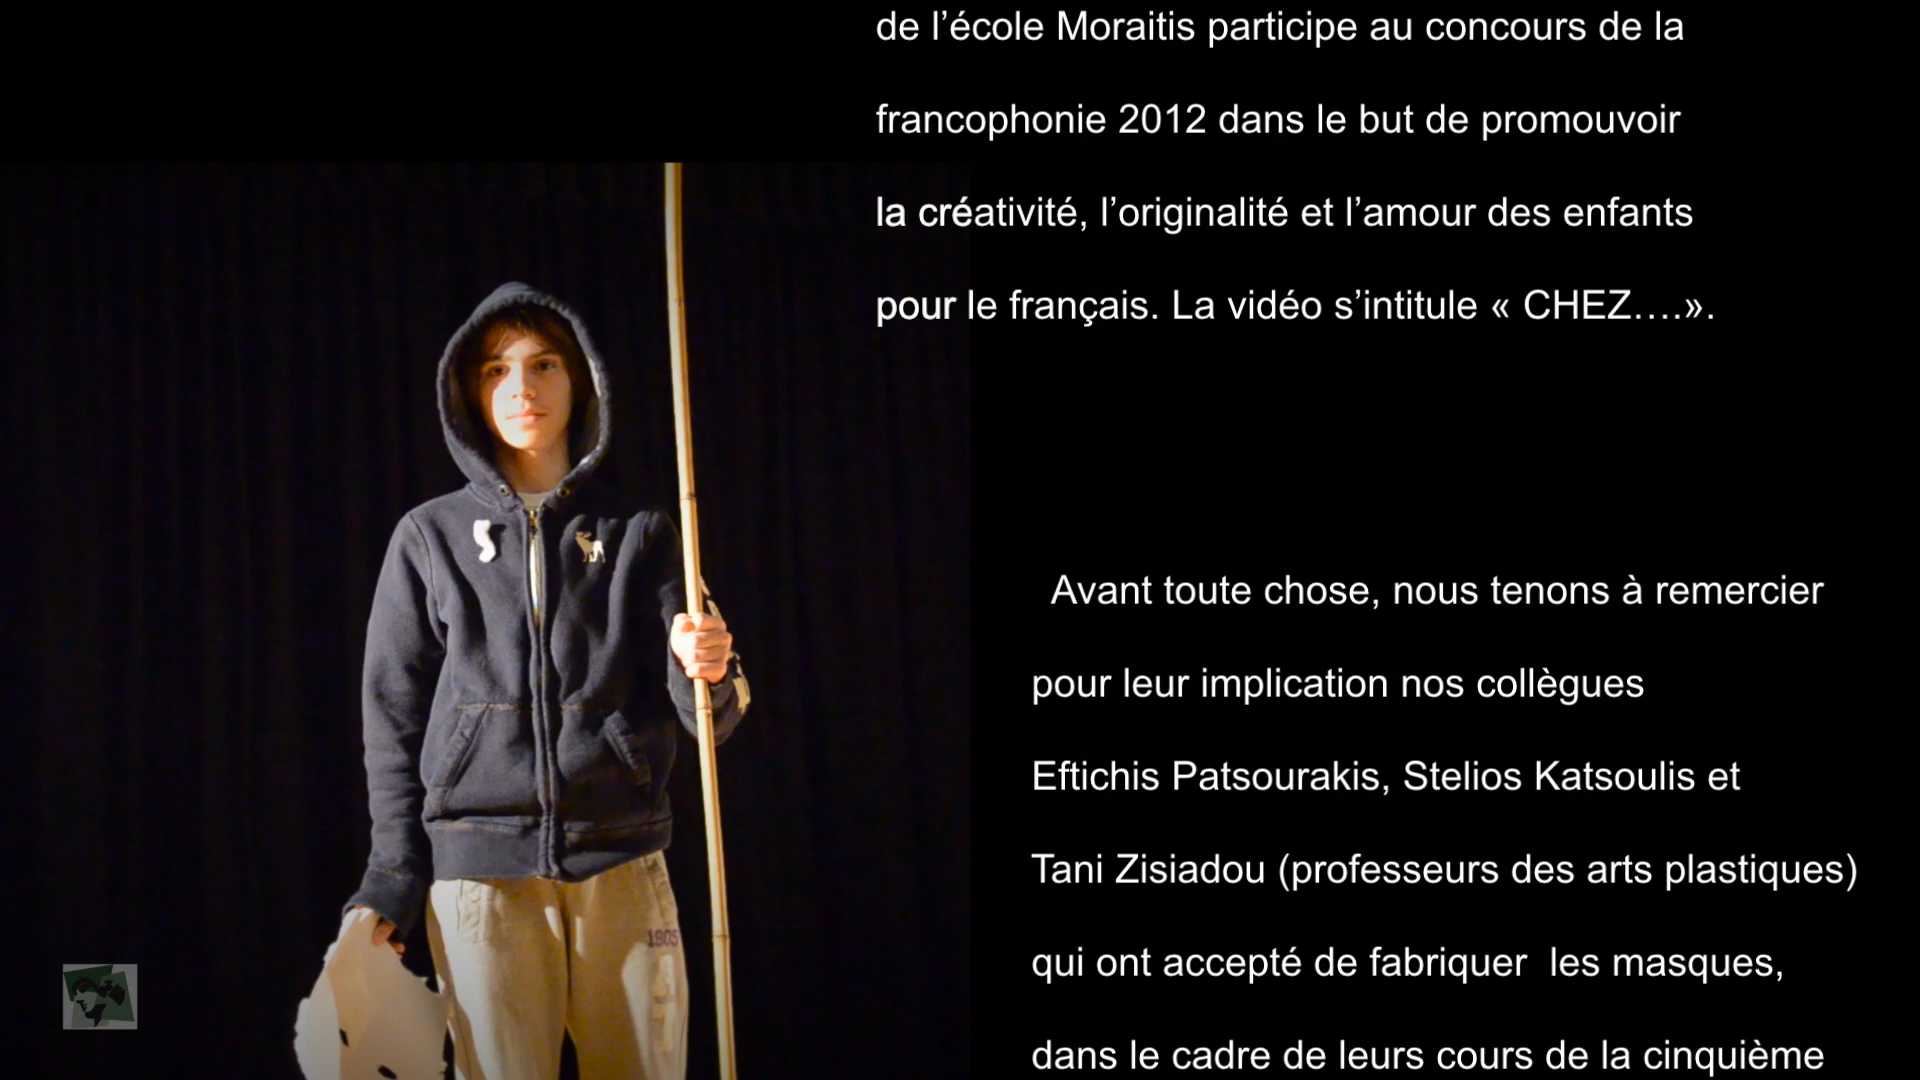 de l’école Moraitis participe au concours de la
francophonie 2012 dans le but de promouvoir
la créativité, l’originalité et l’amour des enfants
pour le français. La vidéo s’intitule « CHEZ….».
Avant toute chose, nous tenons à remercier
pour leur implication nos collègues
Eftichis Patsourakis, Stelios Katsoulis et
Tani Zisiadou (professeurs des arts plastiques)
qui ont accepté de fabriquer  les masques,
dans le cadre de leurs cours de la cinquième
1905